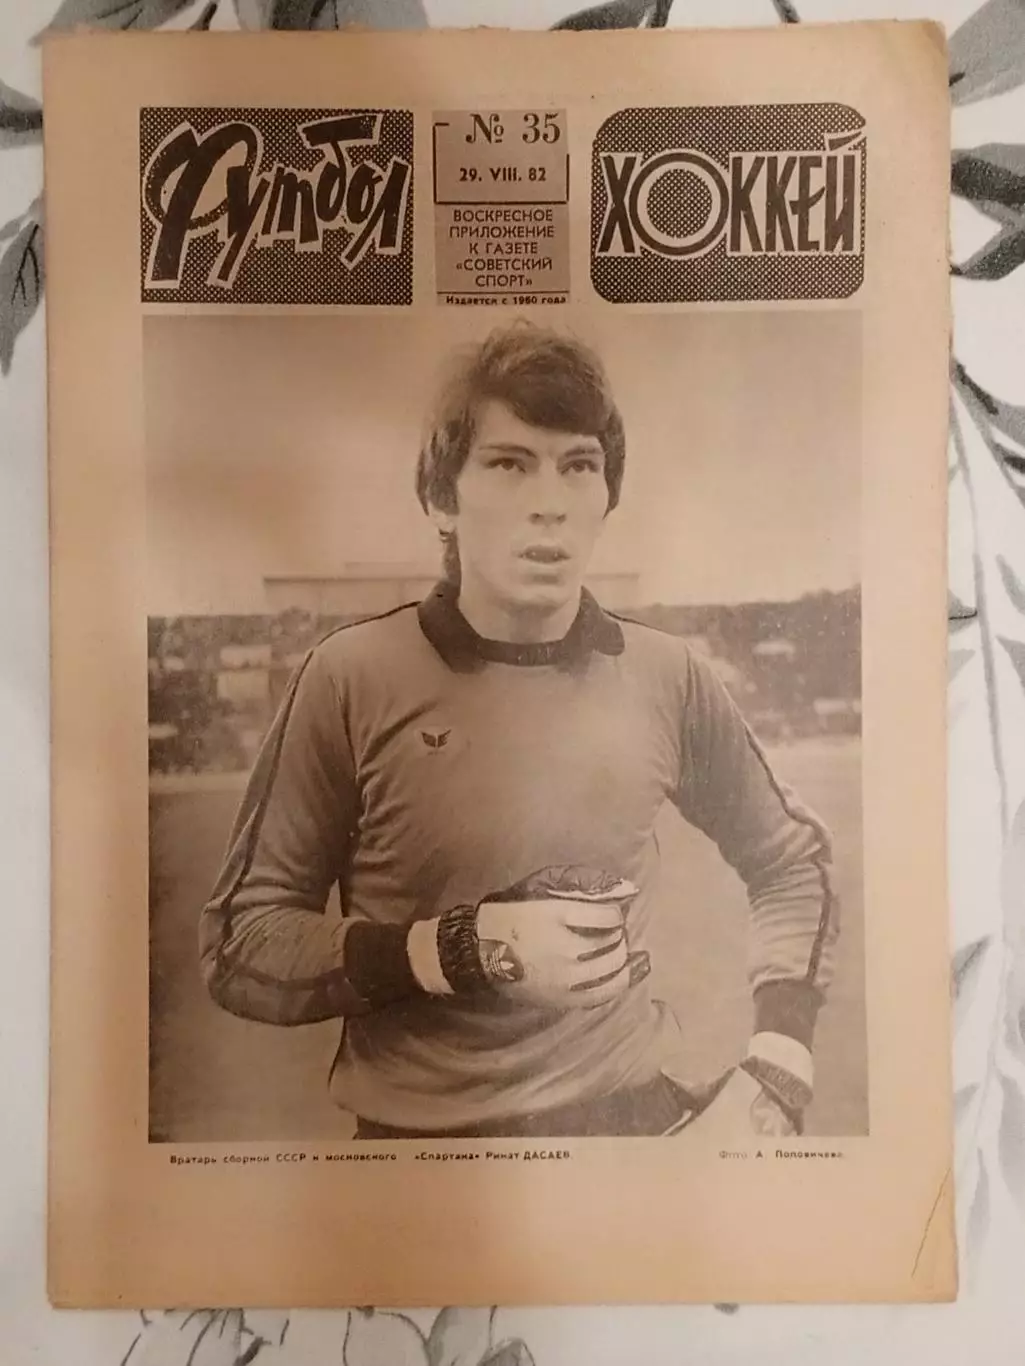 Футбол
№ 35
29. VIII. 82
ВОСКРЕСНОЕ
ПРИЛОЖЕНИЕ
К ГАЗЕТЕ
«СОВЕТСКИЙ
СПОРТ»
Издается с 1960 года
ХОККЕЙ
Вратарь сборной СССР и московского «Спартака» Ринат ДАСАЕВ.
Фото А. Поповичева.